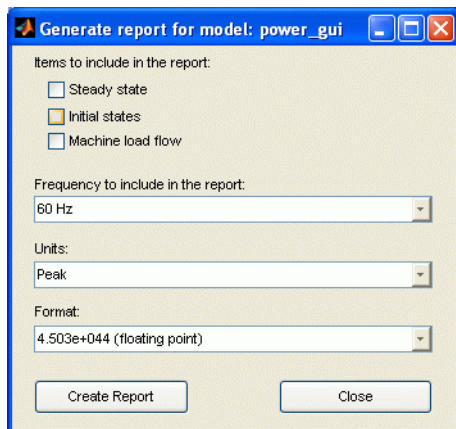 Generate report for model: power_gui
Items to include in the report:
Steady state
Initial states
Machine load flow
Frequency to include in the report:
60 Hz
Units:
Peak
Format:
4.503e+044 (floating point)
Create Report Close